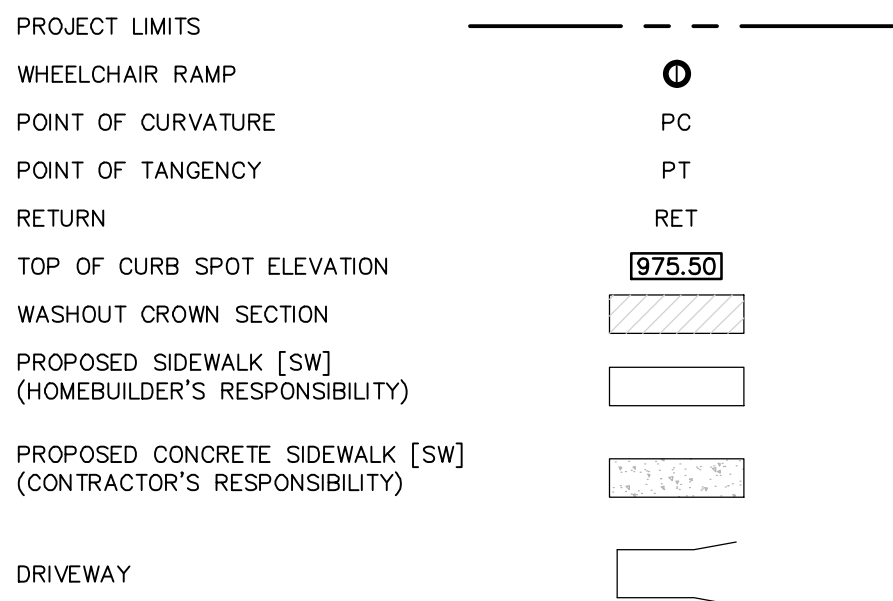 PROJECT LIMITS
WHEELCHAIR RAMP
POINT OF CURVATURE PC
POINT OF TANGENCY PT
RETURN RET
TOP OF CURB SPOT ELEVATION 975.50
WASHOUT CROWN SECTION
PROPOSED SIDEWALK [SW]
(HOMEBUILDER'S RESPONSIBILITY)
PROPOSED CONCRETE SIDEWALK [SW]
(CONTRACTOR'S RESPONSIBILITY)
DRIVEWAY